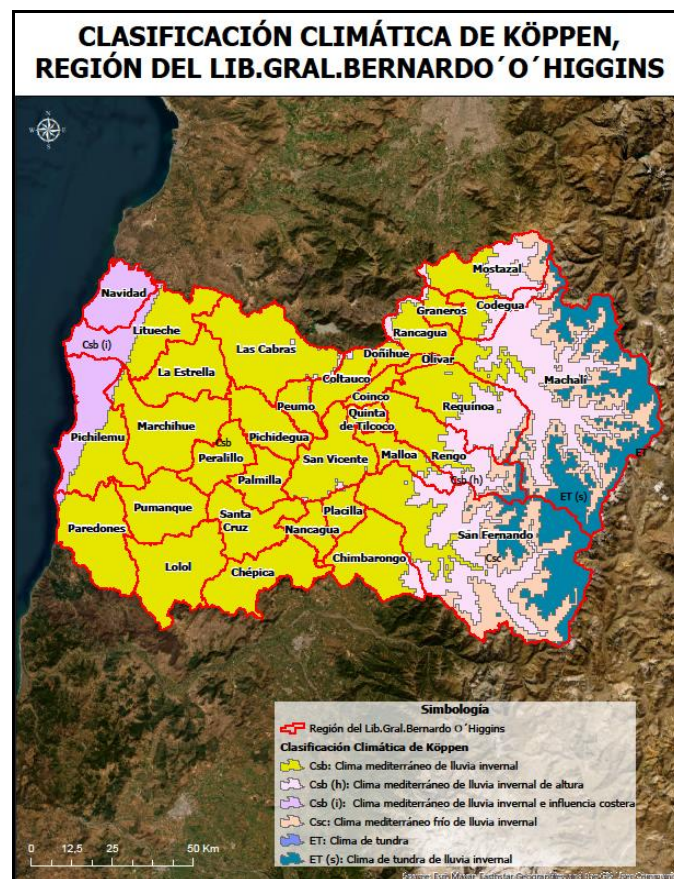 CLASIFICACIÓN CLIMÁTICA DE KÖPPEN,
REGIÓN DEL LIB.GRAL.BERNARDO´O´HIGGINS
N
W
E
S
Mostazal
Navidad
Codegua
Graneros
Litueche
Rancagua
Csb (i)
Las Cabras
Doñihue
Olivar
La Estrella
Coltauco
Machalí
Coinco
Peumo
Requinoa
Quinta
de Tilcoco
Pichilemu
Marchihue
Csb
Pichidegua
Peralillo
San Vicente
Malloa
Rengo
ET
Palmilla
Csb (h)
ET (s)
Pumanque
Placilla
Paredones
Santa
Cruz
Nancagua
San Fernando
Chimbarongo
Csc
Lolol
Chépica
Simbología
Región del Lib.Gral.Bernardo O´Higgins
Clasificación Climática de Köppen
Csb: Clima mediterráneo de lluvia invernal
Csb (h): Clima mediterráneo de lluvia invernal de altura
Csb (i): Clima mediterráneo de lluvia invernal e influencia costera
Csc: Clima mediterráneo frío de lluvia invernal
ET: Clima de tundra
ET (s): Clima de tundra de lluvia invernal
0 12,5 25 50 Km